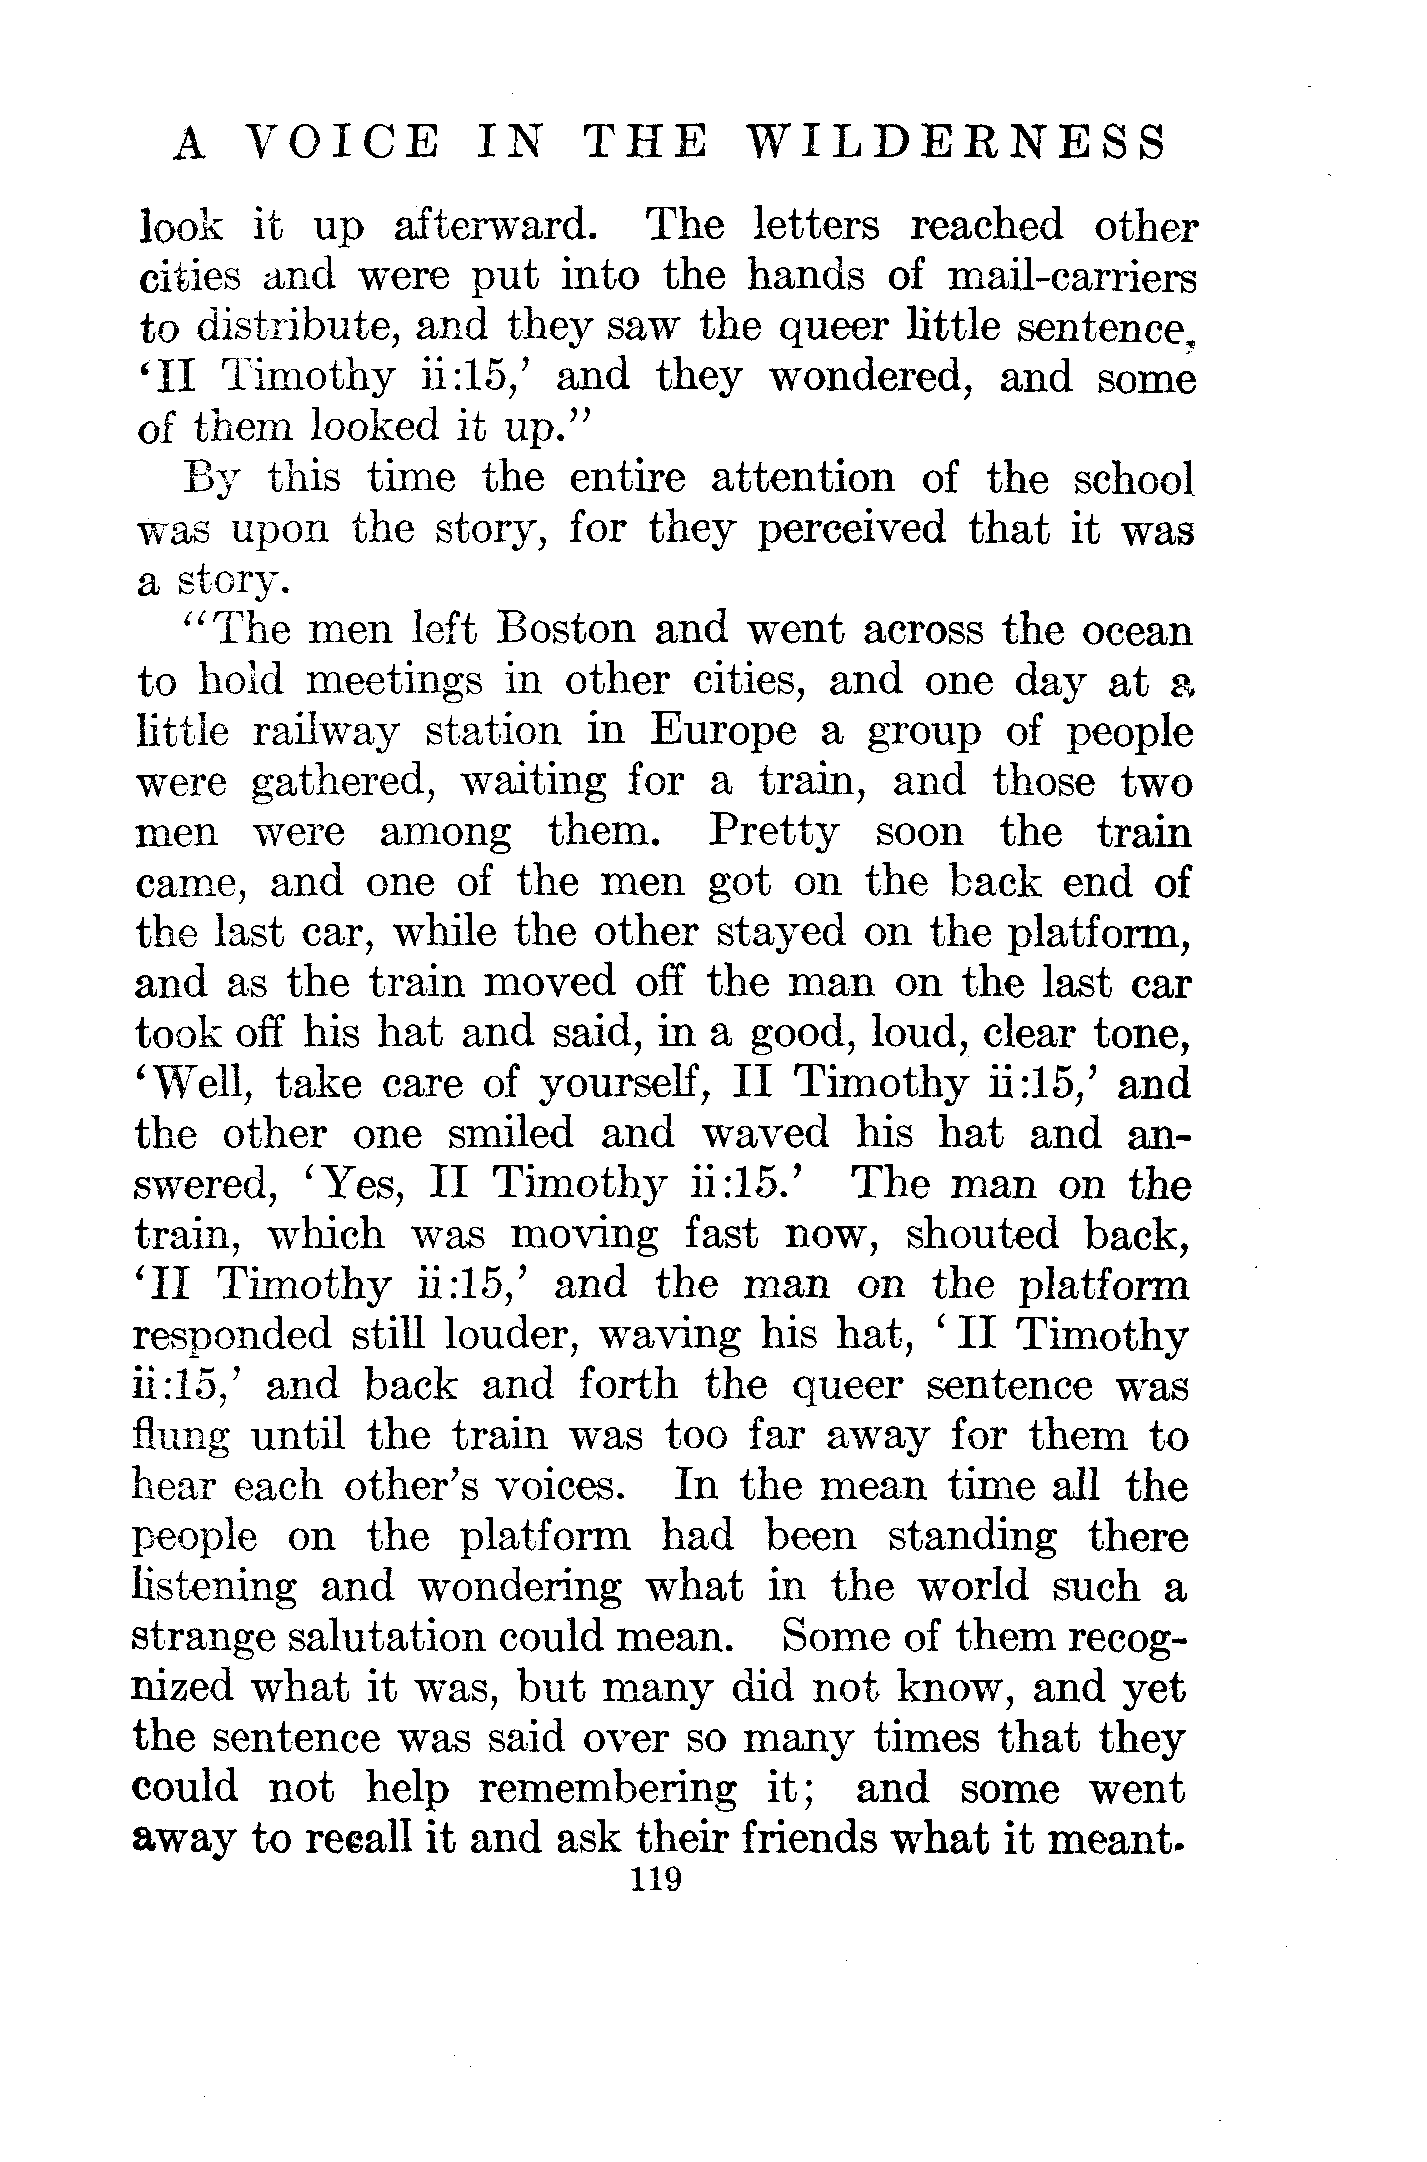 A VOICE IN THE WILDERNESS
look it up afterward. The letters reached other
cities and were put into the hands of mail-carriers
to distribute, and they saw the queer little sentence,
‘II Timothy ii:15,’ and they wondered, and some
of them looked it up.”
By this time the entire attention of the school
was upon the story, for they perceived that it was
a story.
“The men left Boston and went across the ocean
to hold meetings in other cities, and one day at a
little railway station in Europe a group of people
were gathered, waiting for a train, and those two
men were among them. Pretty soon the train
came, and one of the men got on the back end of
the last car, while the other stayed on the platform,
and as the train moved off the man on the last car
took off his hat and said, in a good, loud, clear tone,
‘Well, take care of yourself, II Timothy ii:15,’ and
the other one smiled and waved his hat and an-
swered, ‘Yes, II Timothy ii:15.’ The man on the
train, which was moving fast now, shouted back,
‘II Timothy ii:15,’ and the man on the platform
responded still louder, waving his hat, ‘II Timothy
ii:15,’ and back and forth the queer sentence was
flung until the train was too far away for them to
hear each other’s voices. In the mean time all the
people on the platform had been standing there
listening and wondering what in the world such a
strange salutation could mean. Some of them recog-
nized what it was, but many did not know, and yet
the sentence was said over so many times that they
could not help remembering it; and some went
away to recall it and ask their friends what it meant.
119